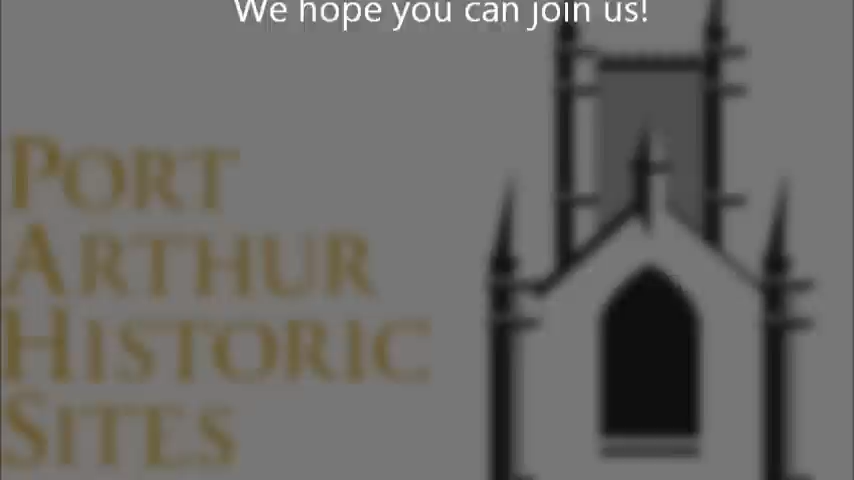 We hope you can join us!
PORT
ARTHUR
HISTORIC
SITES